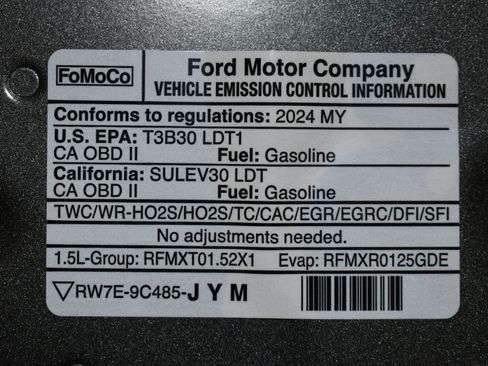 FoMoCo
Ford Motor Company
VEHICLE EMISSION CONTROL INFORMATION
Conforms to regulations: 2024 MY
U.S. EPA: T3B30 LDT1
CA OBD II Fuel: Gasoline
California: SULEV30 LDT
CA OBD II Fuel: Gasoline
TWC/WR-HO2S/HO2S/TC/CAC/EGR/EGRC/DFI/SFI
No adjustments needed.
1.5L-Group: RFMXT01.52X1 Evap: RFMXR0125GDE
▽RW7E-9C485-J Y M